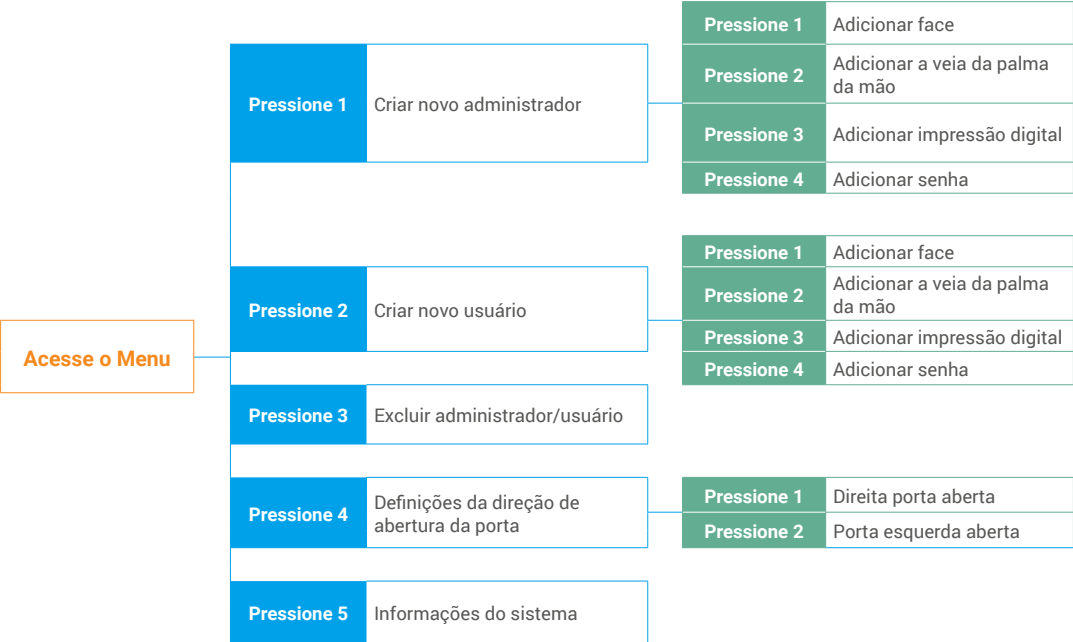 Acesse o Menu
Pressione 1
Criar novo administrador
Pressione 1
Adicionar face
Pressione 2
Adicionar a veia da palma
da mão
Pressione 3
Adicionar impressão digital
Pressione 4
Adicionar senha
Pressione 2
Criar novo usuário
Pressione 1
Adicionar face
Pressione 2
Adicionar a veia da palma
da mão
Pressione 3
Adicionar impressão digital
Pressione 4
Adicionar senha
Pressione 3
Excluir administrador/usuário
Pressione 4
Definições da direção de
abertura da porta
Pressione 1
Direita porta aberta
Pressione 2
Porta esquerda aberta
Pressione 5
Informações do sistema